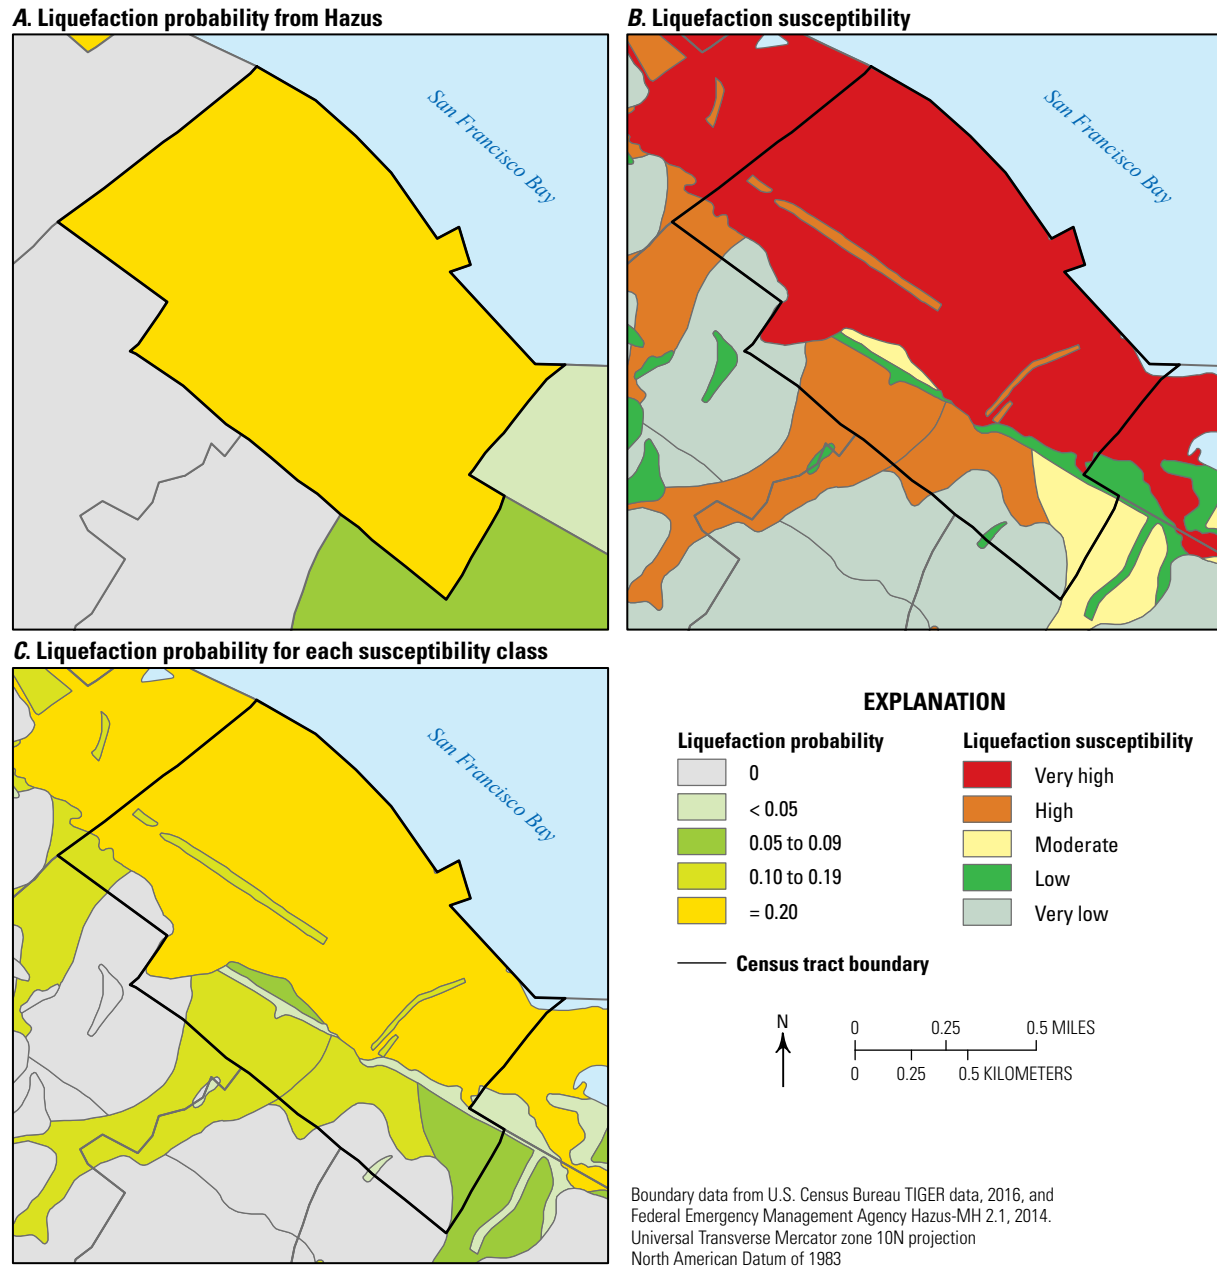 A. Liquefaction probability from Hazus
San Francisco Bay
B. Liquefaction susceptibility
San Francisco Bay
C. Liquefaction probability for each susceptibility class
San Francisco Bay
EXPLANATION
Liquefaction probability
0
< 0.05
0.05 to 0.09
0.10 to 0.19
= 0.20
Liquefaction susceptibility
Very high
High
Moderate
Low
Very low
Census tract boundary
N
0 0.25 0.5 MILES
0 0.25 0.5 KILOMETERS
Boundary data from U.S. Census Bureau TIGER data, 2016, and
Federal Emergency Management Agency Hazus-MH 2.1, 2014.
Universal Transverse Mercator zone 10N projection
North American Datum of 1983